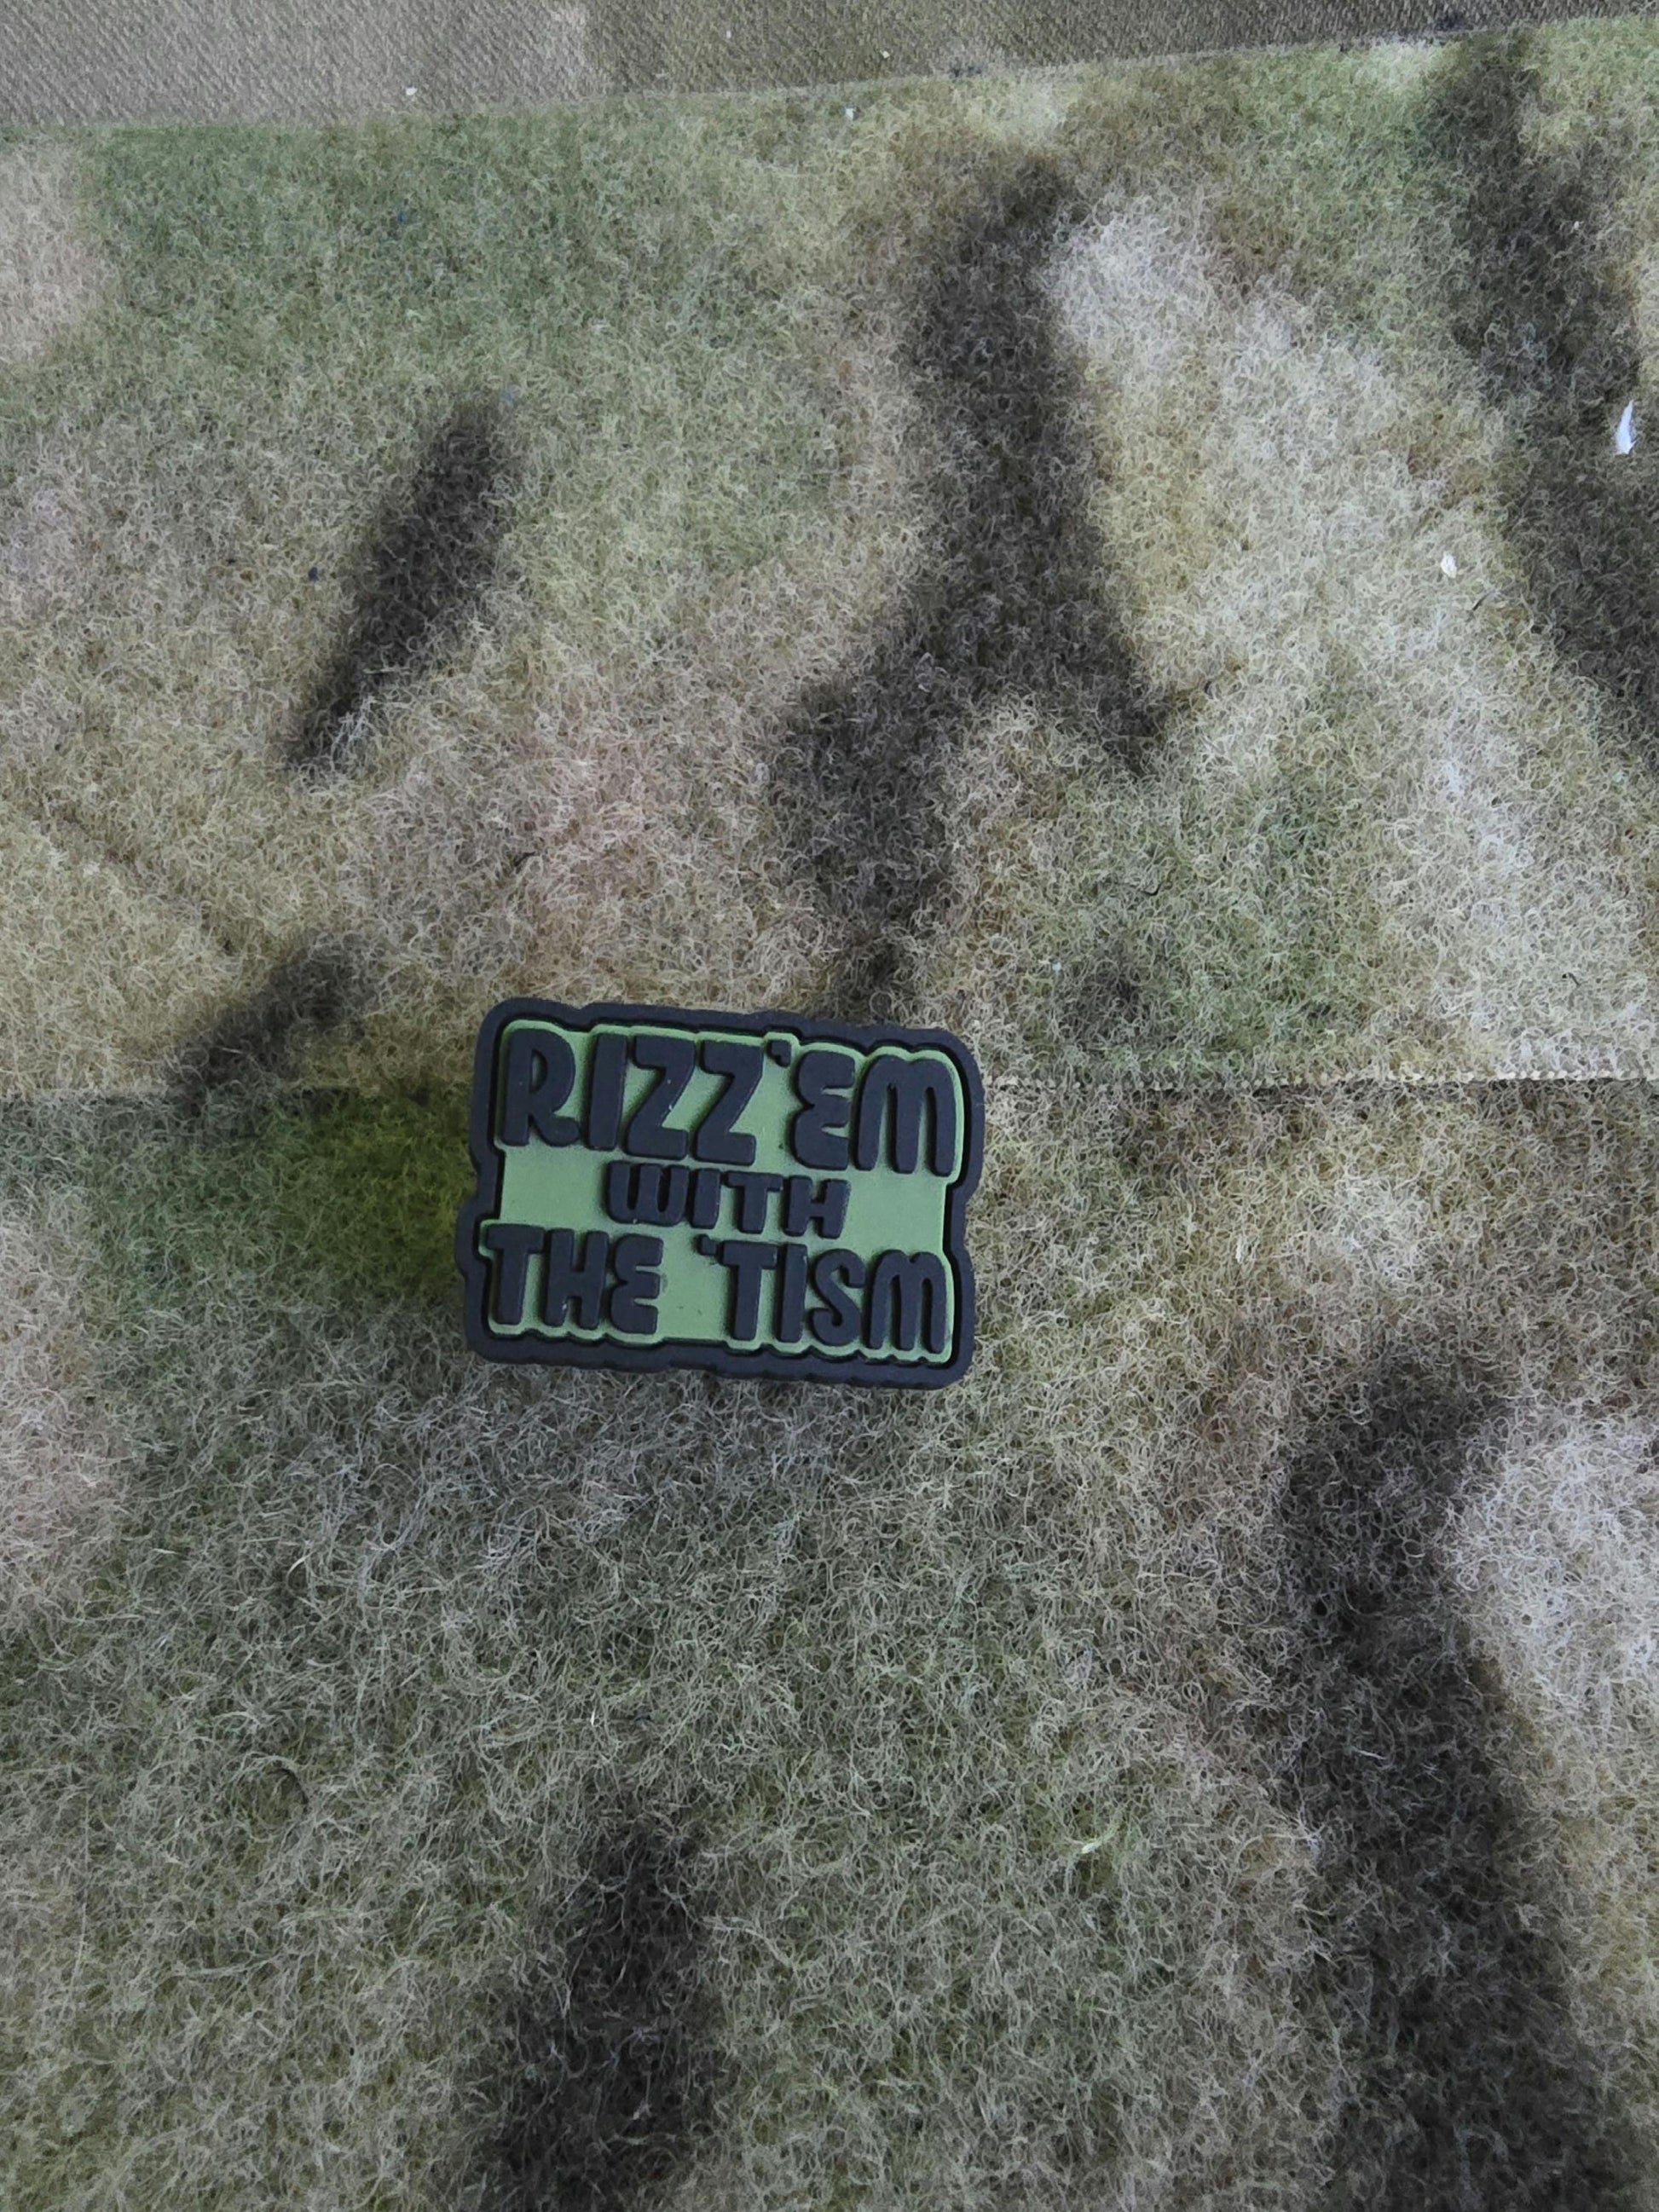 RIZZ'EM
WITH
THE 'TISM